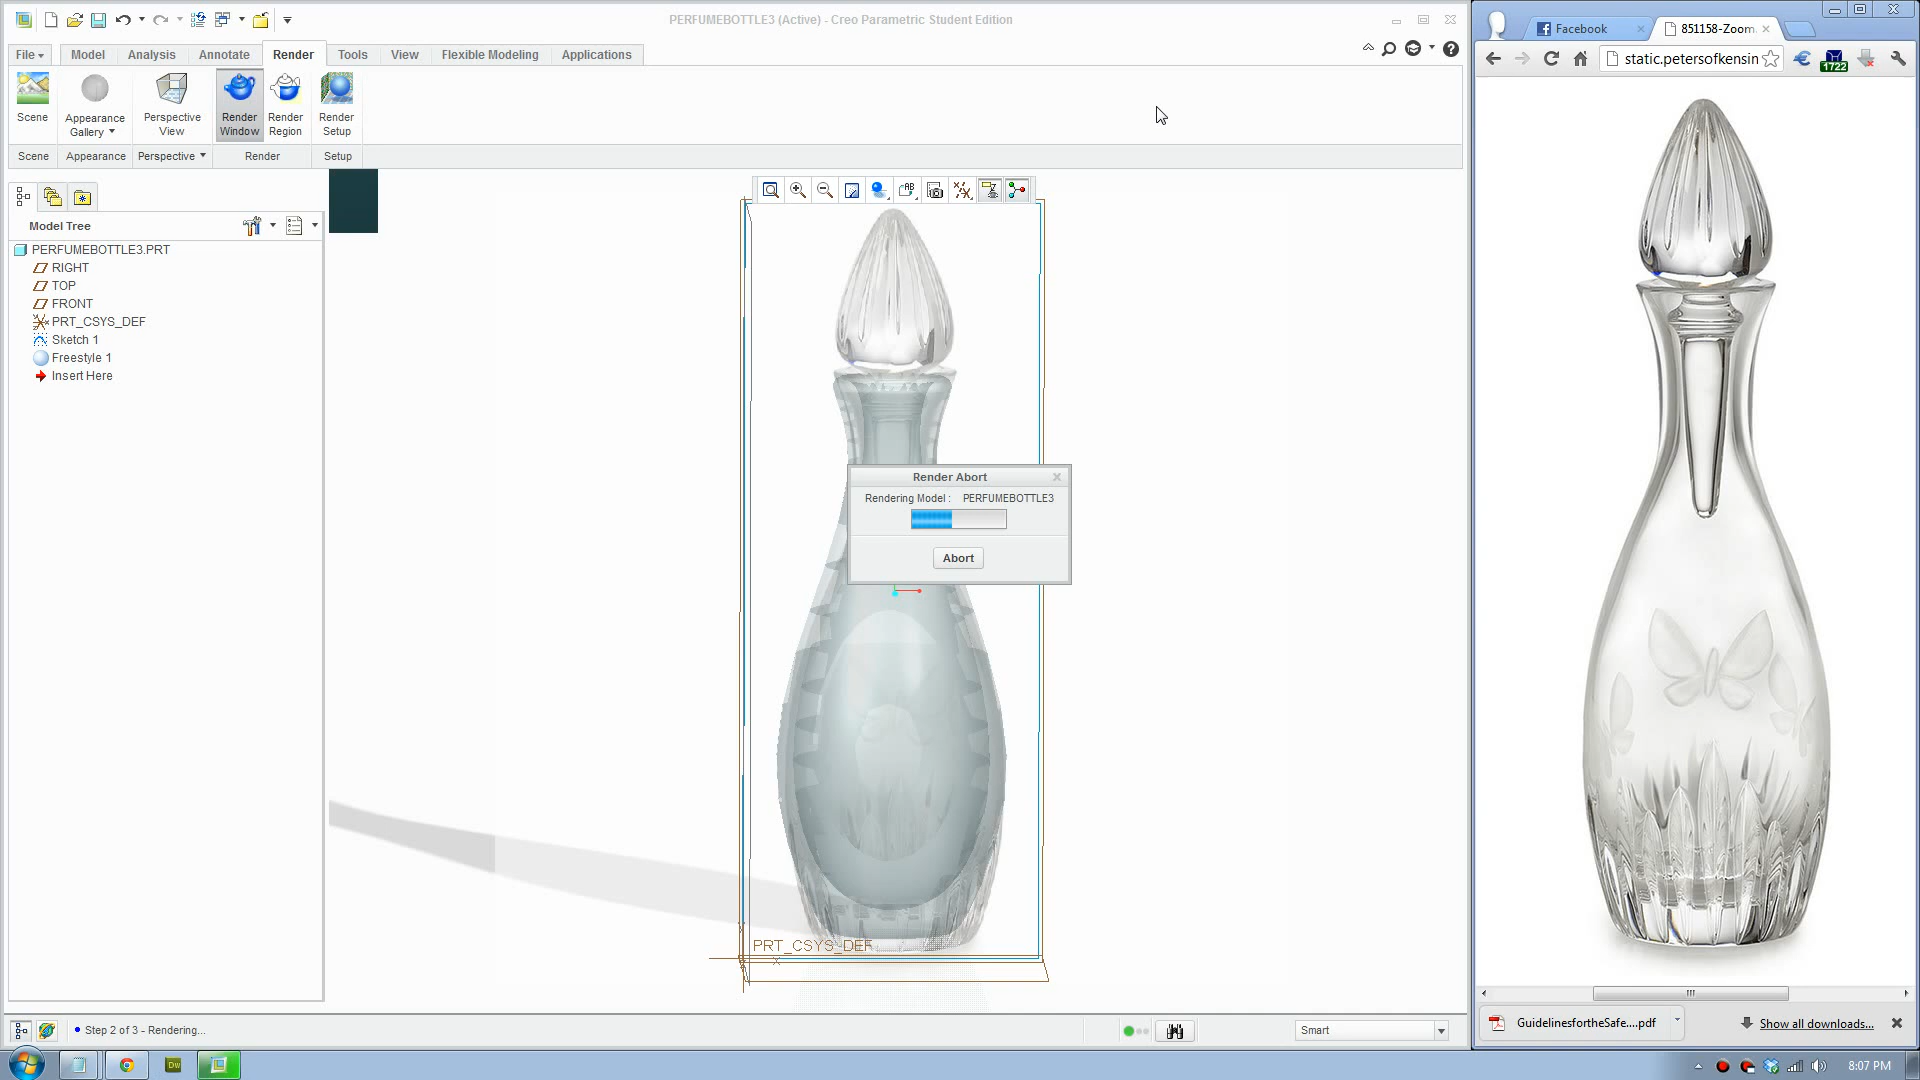 PERFUMEBOTTLE3 (Active) - Creo Parametric Student Edition
File Model Analysis Annotate Render Tools View Flexible Modeling Applications
Scene
Appearance
Gallery
Perspective
View
Render
Window
Render
Region
Render
Setup
Scene Appearance Perspective Render Setup
Model Tree
PERFUMEBOTTLE3.PRT
RIGHT
TOP
FRONT
PRT_CSYS_DEF
Sketch 1
Freestyle 1
Insert Here
Render Abort
Rendering Model : PERFUMEBOTTLE3
Abort
PRT_CSYS_DEF
X
Step 2 of 3 - Rendering...
Smart
Facebook
851158-Zoom.
static.petersofkensin
1722
GuidelinesfortheSafe....pdf
Show all downloads...
Dw
8:07 PM